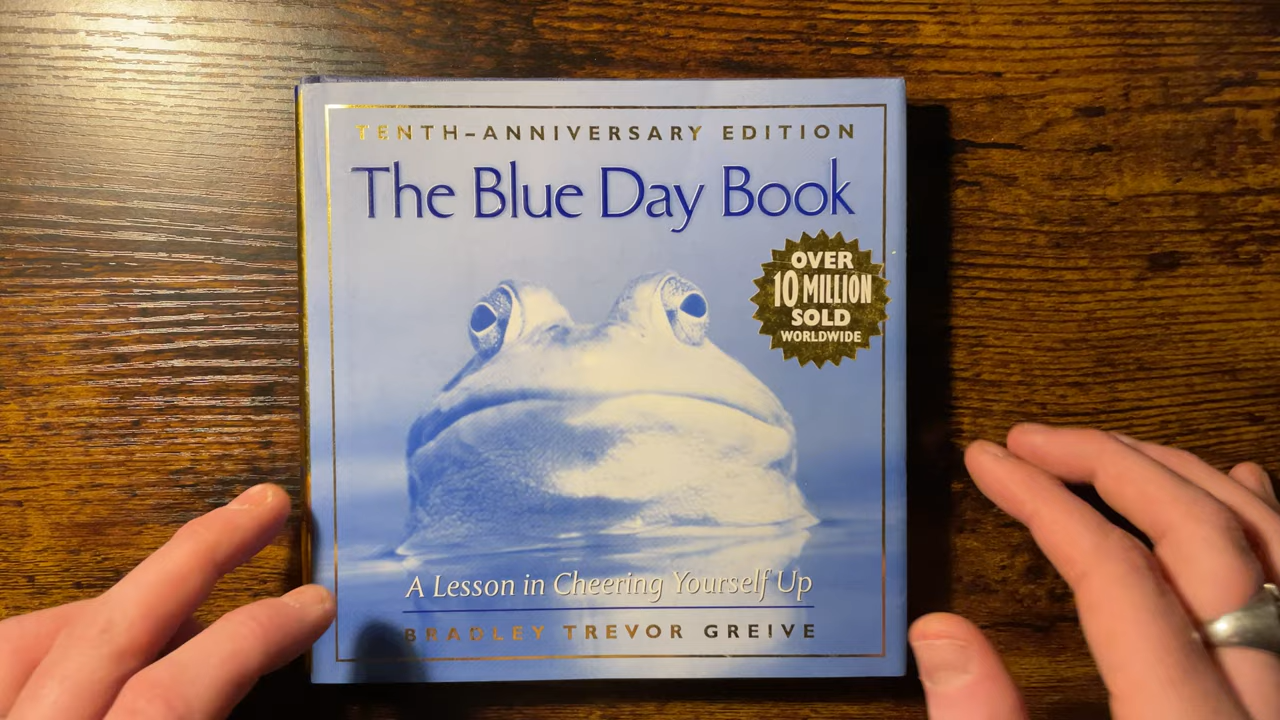 TENTH-ANNIVERSARY EDITION
The Blue Day Book
OVER
10 MILLION
SOLD
WORLDWIDE
A Lesson in Cheering Yourself Up
BRADLEY TREVOR GREIVE